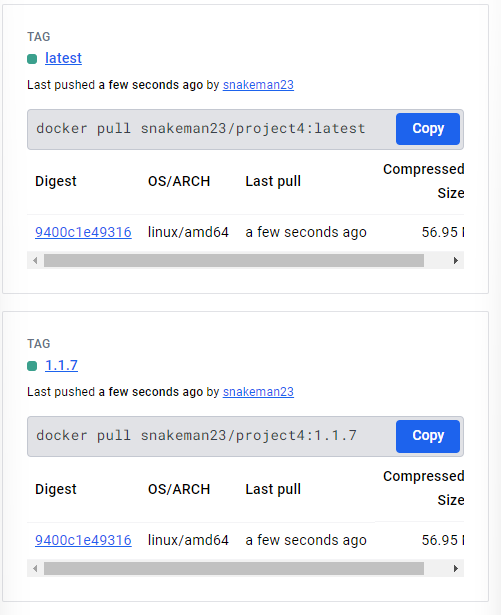 TAG
latest
Last pushed a few seconds ago by snakeman23
docker pull snakeman23/project4:latest
Copy
Digest OS/ARCH Last pull Compressed Size
9400c1e49316 linux/amd64 a few seconds ago 56.95
TAG
1.1.7
Last pushed a few seconds ago by snakeman23
docker pull snakeman23/project4:1.1.7
Copy
Digest OS/ARCH Last pull Compressed Size
9400c1e49316 linux/amd64 a few seconds ago 56.95